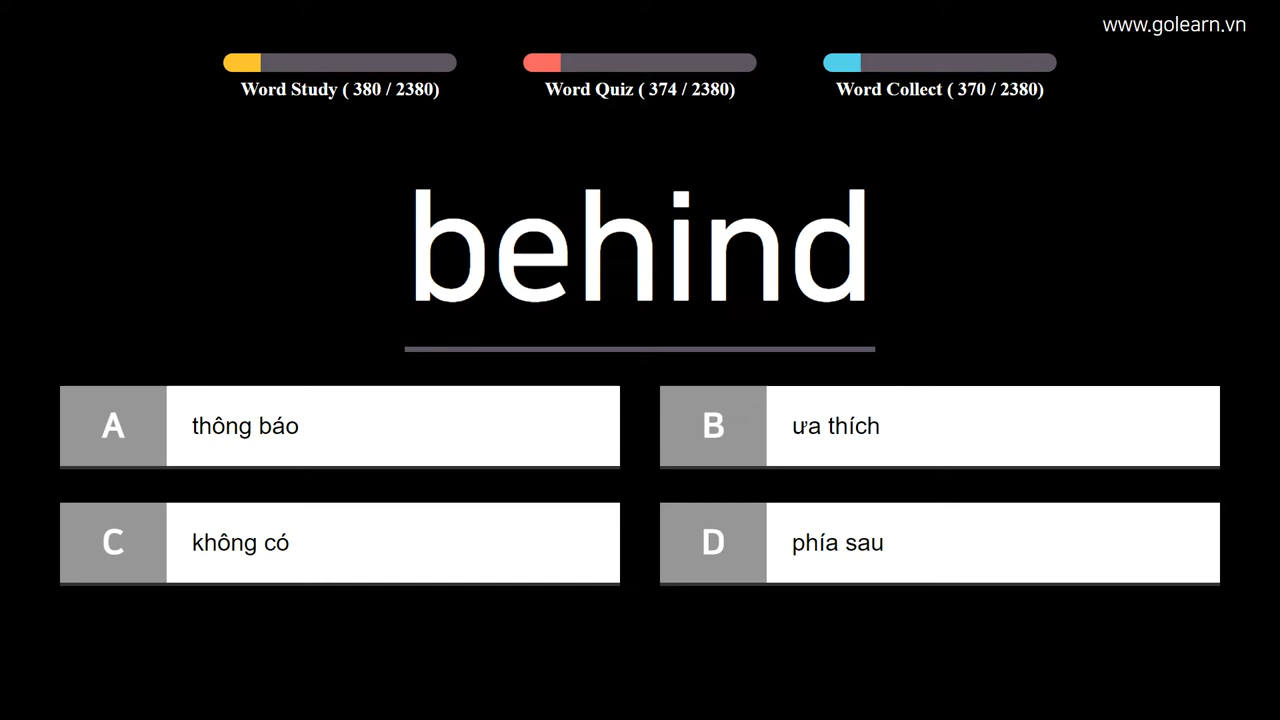 www.golearn.vn
Word Study ( 380 / 2380)
Word Quiz ( 374 / 2380)
Word Collect ( 370 / 2380)
behind
A thông báo
B ưa thích
C không có
D phía sau